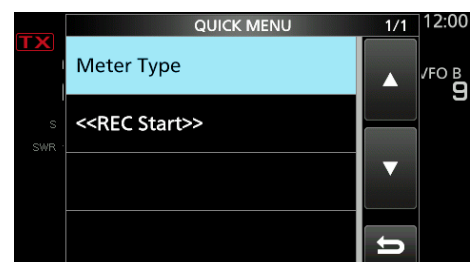 QUICK MENU 1/1 12:00
TX
Meter Type
VFO B
9
<<REC Start>>
S
SWR